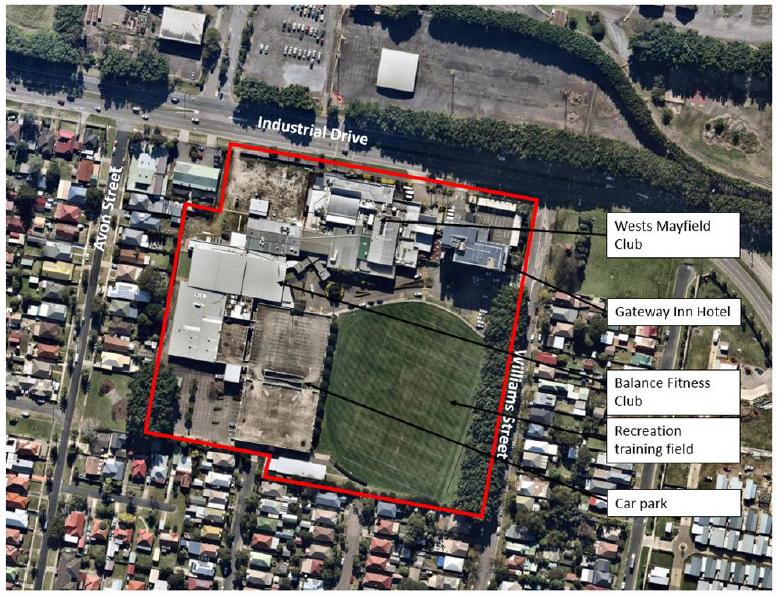 Industrial Drive
Avon Street
Williams Street
Wests Mayfield
Club
Gateway Inn Hotel
Balance Fitness
Club
Recreation
training field
Car park